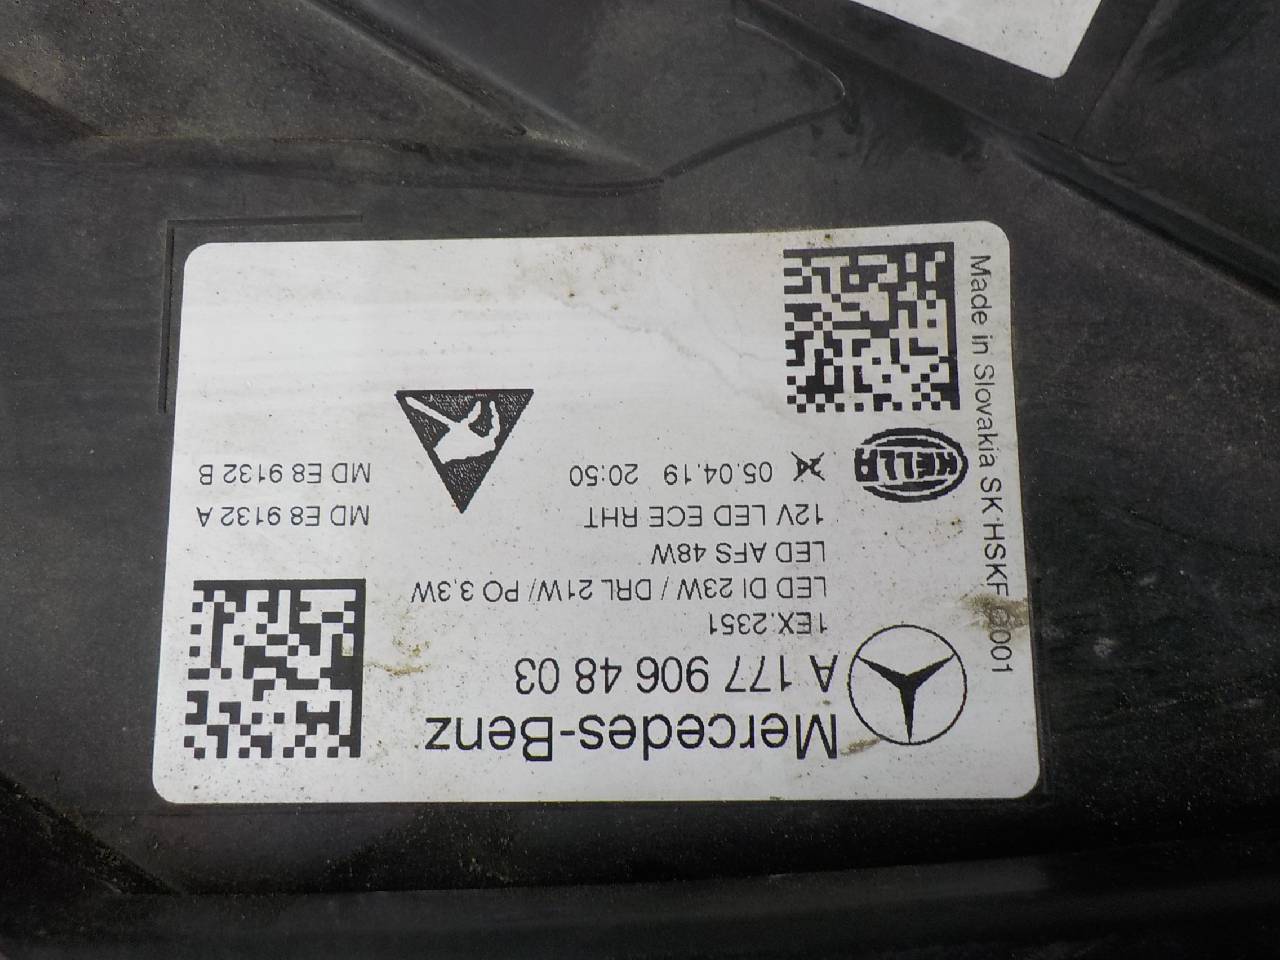 Mercedes-Benz
A 177 906 48 03
1EX.2351
LED DI 23W / DRL 21W/ PO 3,3W
LED AFS 48W
12V LED ECE RHT
05.04.19 20:50
MD E8 9132 A
MD E8 9132 B
HELLA
Made in Slovakia SK HSKF